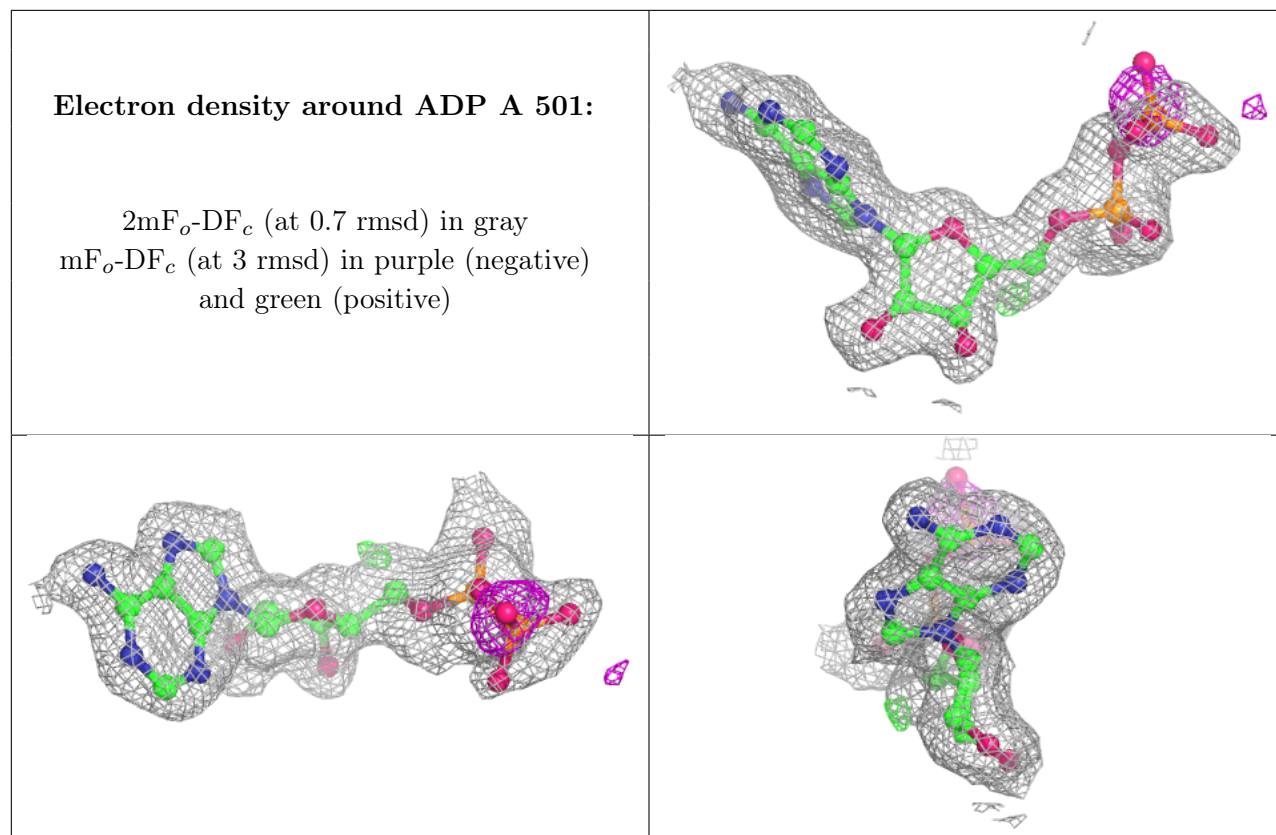 Electron density around ADP A 501:
2mFo-DFc (at 0.7 rmsd) in gray
mFo-DFc (at 3 rmsd) in purple (negative)
and green (positive)